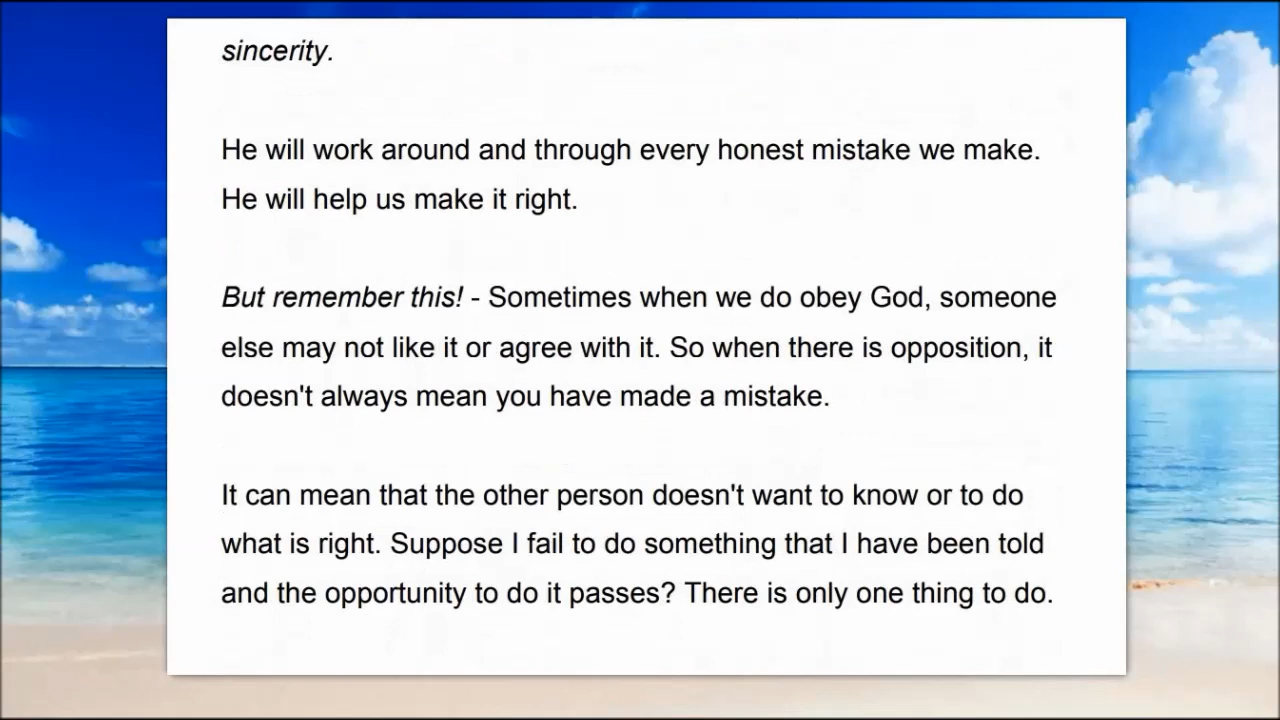 sincerity.
He will work around and through every honest mistake we make.
He will help us make it right.
But remember this! - Sometimes when we do obey God, someone
else may not like it or agree with it. So when there is opposition, it
doesn't always mean you have made a mistake.
It can mean that the other person doesn't want to know or to do
what is right. Suppose I fail to do something that I have been told
and the opportunity to do it passes? There is only one thing to do.